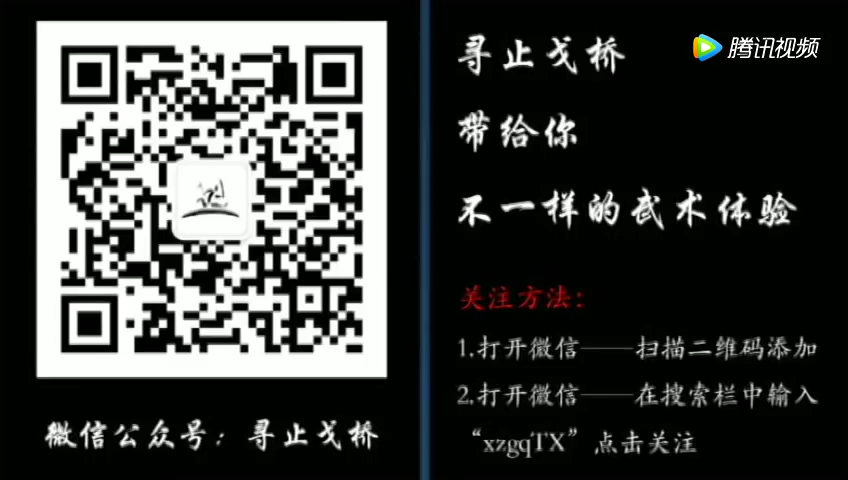 微信公众号：寻止戈桥
寻止戈桥
带给你
不一样的武术体验
关注方法：
1.打开微信——扫描二维码添加
2.打开微信——在搜索栏中输入
“xzgqTX”点击关注
腾讯视频